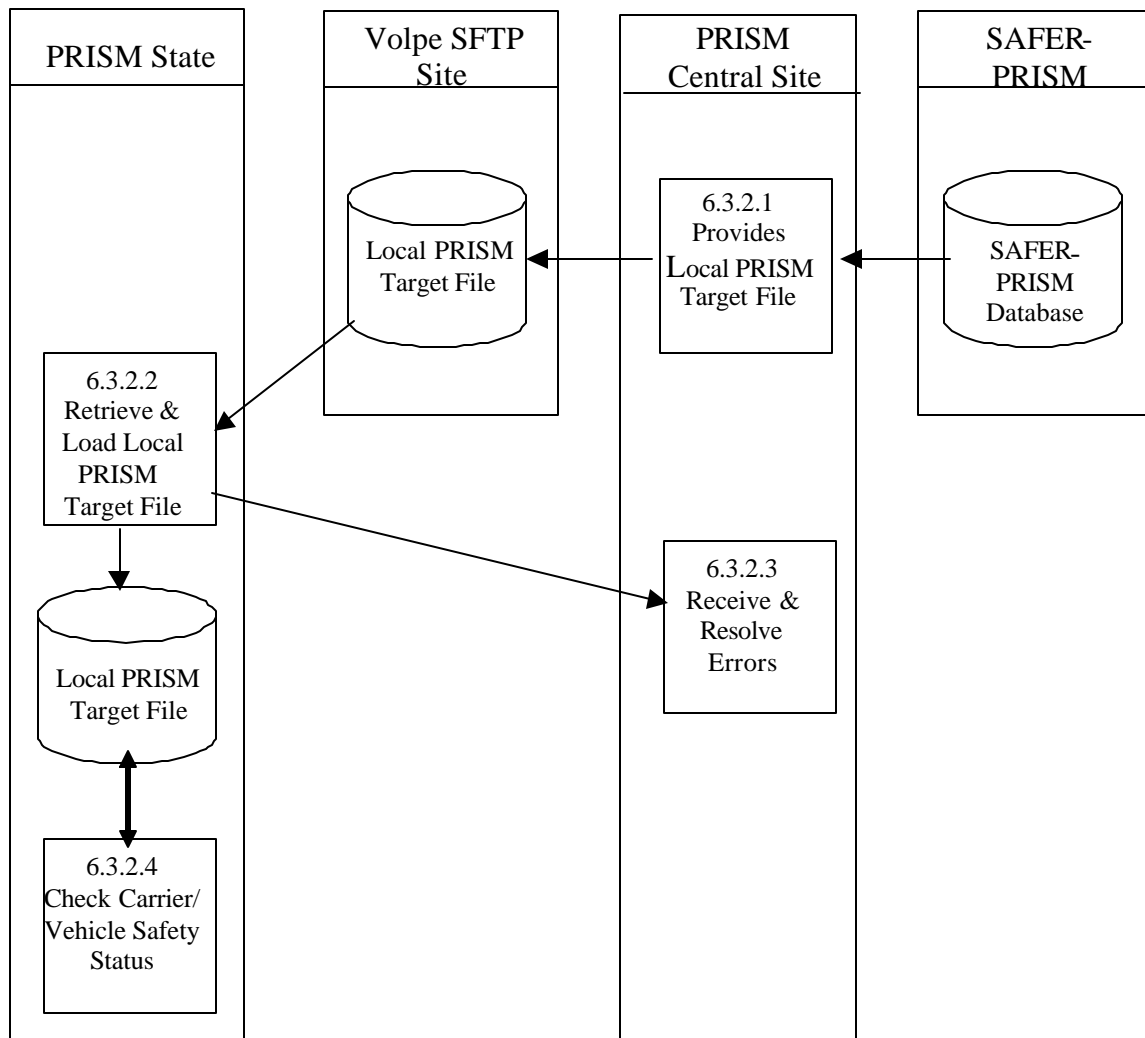 PRISM State
Volpe SFTP
Site
PRISM
Central Site
SAFER-
PRISM
Local PRISM
Target File
6.3.2.1
Provides
Local PRISM
Target File
SAFER-
PRISM
Database
6.3.2.2
Retrieve &
Load Local
PRISM
Target File
6.3.2.3
Receive &
Resolve
Errors
Local PRISM
Target File
6.3.2.4
Check Carrier/
Vehicle Safety
Status